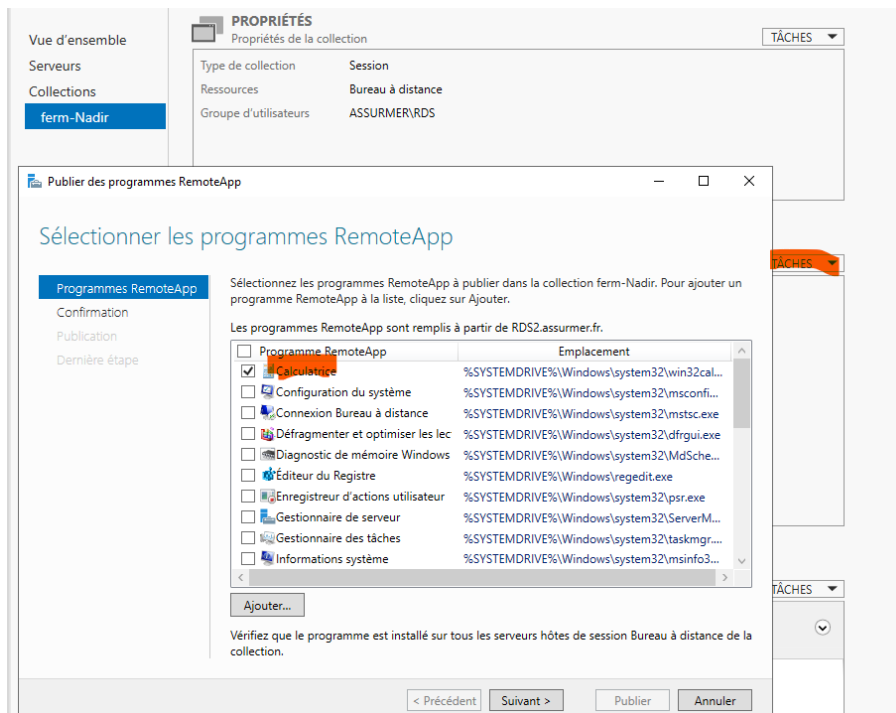 PROPRIÉTÉS
Propriétés de la collection
TÂCHES
Vue d'ensemble
Serveurs
Collections
ferm-Nadir
Type de collection Session
Ressources Bureau à distance
Groupe d'utilisateurs ASSURMER\RDS
Publier des programmes RemoteApp
Sélectionner les programmes RemoteApp
TÂCHES
Programmes RemoteApp
Confirmation
Publication
Dernière étape
Sélectionnez les programmes RemoteApp à publier dans la collection ferm-Nadir. Pour ajouter un
programme RemoteApp à la liste, cliquez sur Ajouter.
Les programmes RemoteApp sont remplis à partir de RDS2.assurmer.fr.
Programme RemoteApp Emplacement
Calculatrice %SYSTEMDRIVE%\Windows\system32\win32cal...
Configuration du système %SYSTEMDRIVE%\Windows\system32\msconfi...
Connexion Bureau à distance %SYSTEMDRIVE%\Windows\system32\mstsc.exe
Défragmenter et optimiser les lec %SYSTEMDRIVE%\Windows\system32\dfrgui.exe
Diagnostic de mémoire Windows %SYSTEMDRIVE%\Windows\system32\MdSche...
Éditeur du Registre %SYSTEMDRIVE%\Windows\regedit.exe
Enregistreur d'actions utilisateur %SYSTEMDRIVE%\Windows\system32\psr.exe
Gestionnaire de serveur %SYSTEMDRIVE%\Windows\system32\ServerM...
Gestionnaire des tâches %SYSTEMDRIVE%\Windows\system32\taskmgr....
Informations système %SYSTEMDRIVE%\Windows\system32\msinfo3...
Ajouter...
TÂCHES
Vérifiez que le programme est installé sur tous les serveurs hôtes de session Bureau à distance de la
collection.
< Précédent Suivant > Publier Annuler